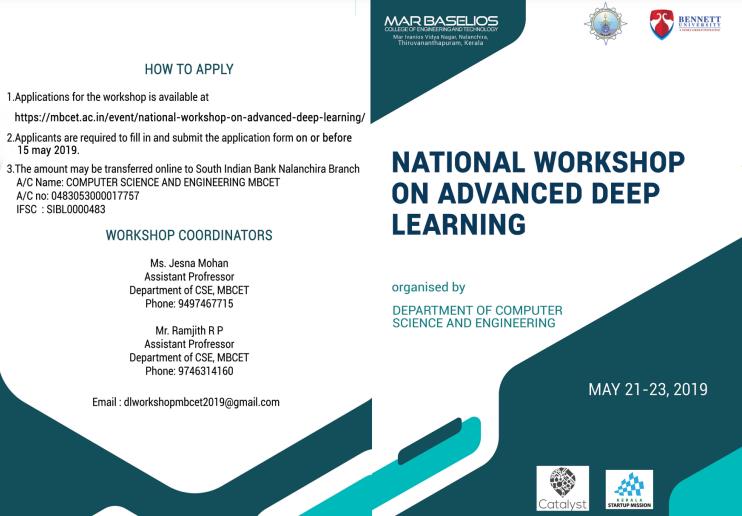 HOW TO APPLY
1.Applications for the workshop is available at
https://mbcet.ac.in/event/national-workshop-on-advanced-deep-learning/
2.Applicants are required to fill in and submit the application form on or before
15 may 2019.
3.The amount may be transferred online to South Indian Bank Nalanchira Branch
A/C Name: COMPUTER SCIENCE AND ENGINEERING MBCET
A/C no: 0483053000017757
IFSC : SIBL0000483
WORKSHOP COORDINATORS
Ms. Jesna Mohan
Assistant Professor
Department of CSE, MBCET
Phone: 9497467715
Mr. Ramjith R P
Assistant Professor
Department of CSE, MBCET
Phone: 9746314160
Email : dlworkshopmbcet2019@gmail.com
MAR BASELIOS
COLLEGE OF ENGINEERING AND TECHNOLOGY
Mar Ivanios Vidya Nagar, Nalanchira,
Thiruvananthapuram, Kerala
BENNETT
UNIVERSITY
NATIONAL WORKSHOP
ON ADVANCED DEEP
LEARNING
organised by
DEPARTMENT OF COMPUTER
SCIENCE AND ENGINEERING
MAY 21-23, 2019
Catalyst
KERALA
STARTUP MISSION